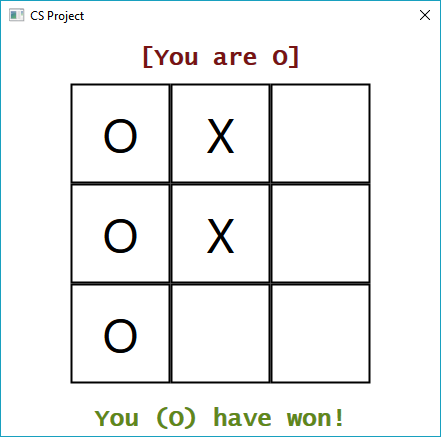 CS Project
[You are O]
O X
O X
O
You (O) have won!